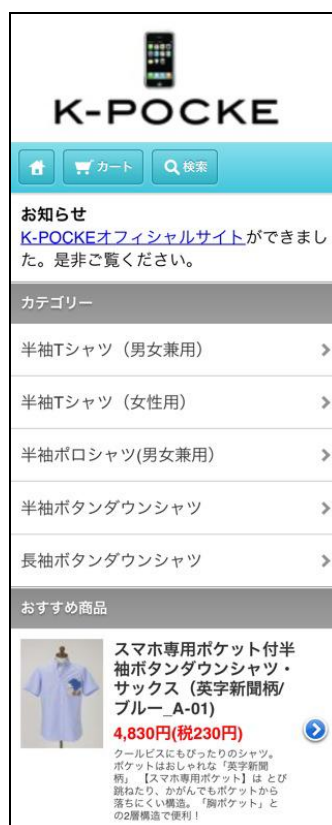 K-POCKE
カート
検索
お知らせ
K-POCKEオフィシャルサイトができまし
た。是非ご覧ください。
カテゴリー
半袖Tシャツ（男女兼用）
半袖Tシャツ（女性用）
半袖ポロシャツ(男女兼用）
半袖ボタンダウンシャツ
長袖ボタンダウンシャツ
おすすめ商品
スマホ専用ポケット付半
袖ボタンダウンシャツ・
サックス（英字新聞柄/
ブルー_A-01)
4,830円(税230円)
クールビスにもぴったりのシャツ。
ポケットはおしゃれな「英字新聞
柄」 【スマホ専用ポケット】は とび
跳ねたり、かがんでもポケットから
落ちにくい構造。「胸ポケット」と
の2層構造で便利！